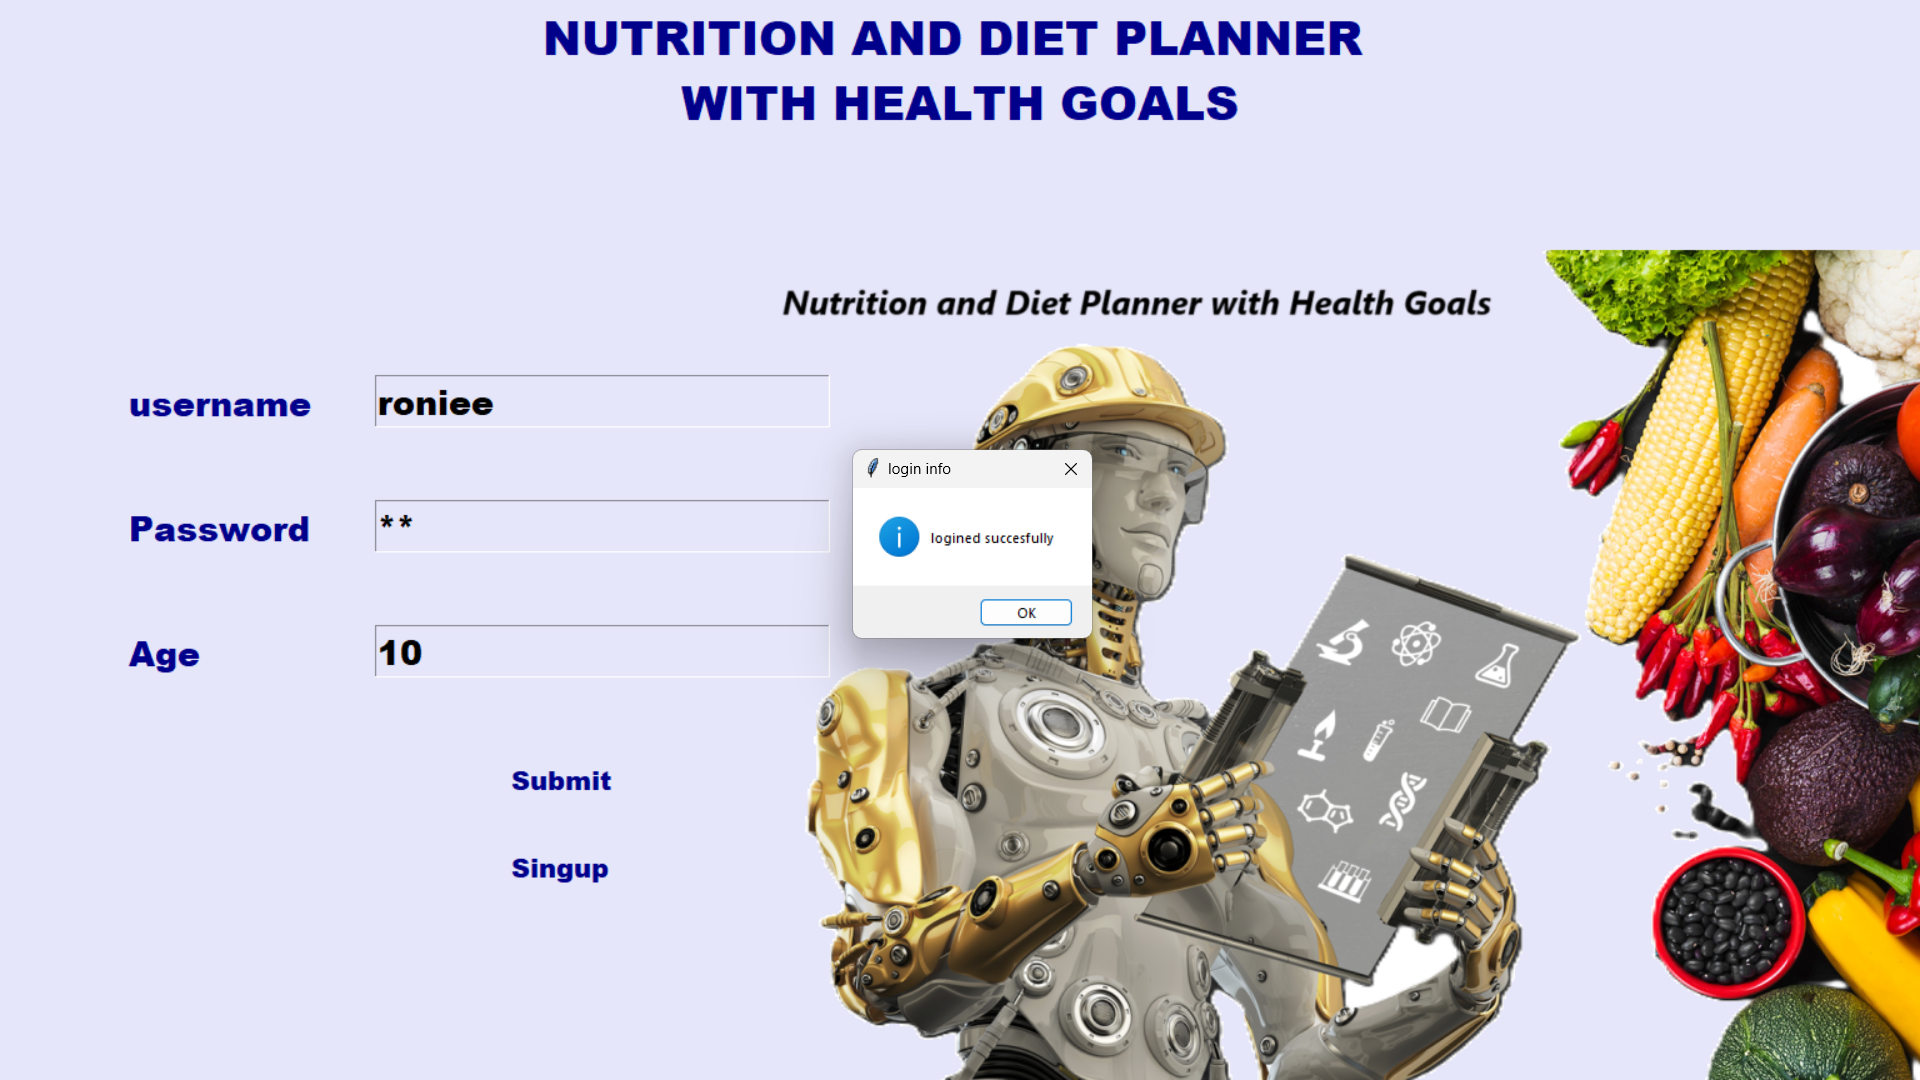 NUTRITION AND DIET PLANNER
WITH HEALTH GOALS
Nutrition and Diet Planner with Health Goals
username
roniee
Password
**
Age
10
Submit
Singup
login info
logined succesfully
OK